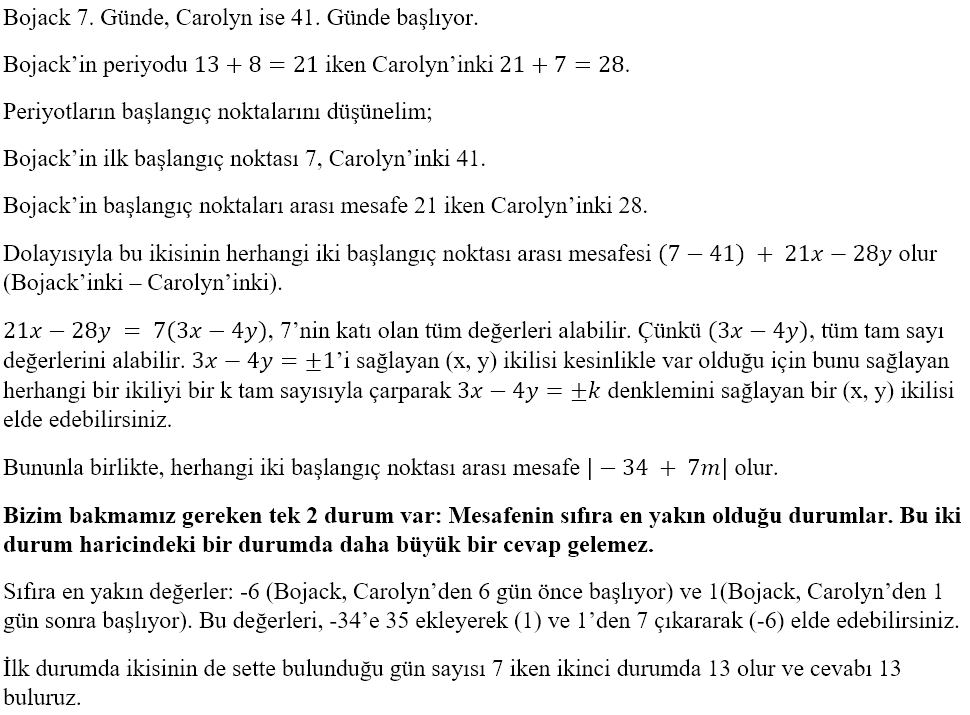 Bojack 7. Günde, Carolyn ise 41. Günde başlıyor.
Bojack’in periyodu 13 + 8 = 21 iken Carolyn’inki 21 + 7 = 28.
Periyotların başlangıç noktalarını düşünelim;
Bojack’in ilk başlangıç noktası 7, Carolyn’inki 41.
Bojack’in başlangıç noktaları arası mesafe 21 iken Carolyn’inki 28.
Dolayısıyla bu ikisinin herhangi iki başlangıç noktası arası mesafesi (7 − 41) + 21x − 28y olur
(Bojack’inki – Carolyn’inki).
21x − 28y = 7(3x − 4y), 7’nin katı olan tüm değerleri alabilir. Çünkü (3x − 4y), tüm tam sayı
değerlerini alabilir. 3x − 4y = ±1’i sağlayan (x, y) ikilisi kesinlikle var olduğu için bunu sağlayan
herhangi bir ikiliyi bir k tam sayısıyla çarparak 3x − 4y = ±k denklemini sağlayan bir (x, y) ikilisi
elde edebilirsiniz.
Bununla birlikte, herhangi iki başlangıç noktası arası mesafe |− 34 + 7m| olur.
Bizim bakmamız gereken tek 2 durum var: Mesafenin sıfıra en yakın olduğu durumlar. Bu iki
durum haricindeki bir durumda daha büyük bir cevap gelemez.
Sıfıra en yakın değerler: -6 (Bojack, Carolyn’den 6 gün önce başlıyor) ve 1(Bojack, Carolyn’den 1
gün sonra başlıyor). Bu değerleri, -34’e 35 ekleyerek (1) ve 1’den 7 çıkararak (-6) elde edebilirsiniz.
İlk durumda ikisinin de sette bulunduğu gün sayısı 7 iken ikinci durumda 13 olur ve cevabı 13
buluruz.